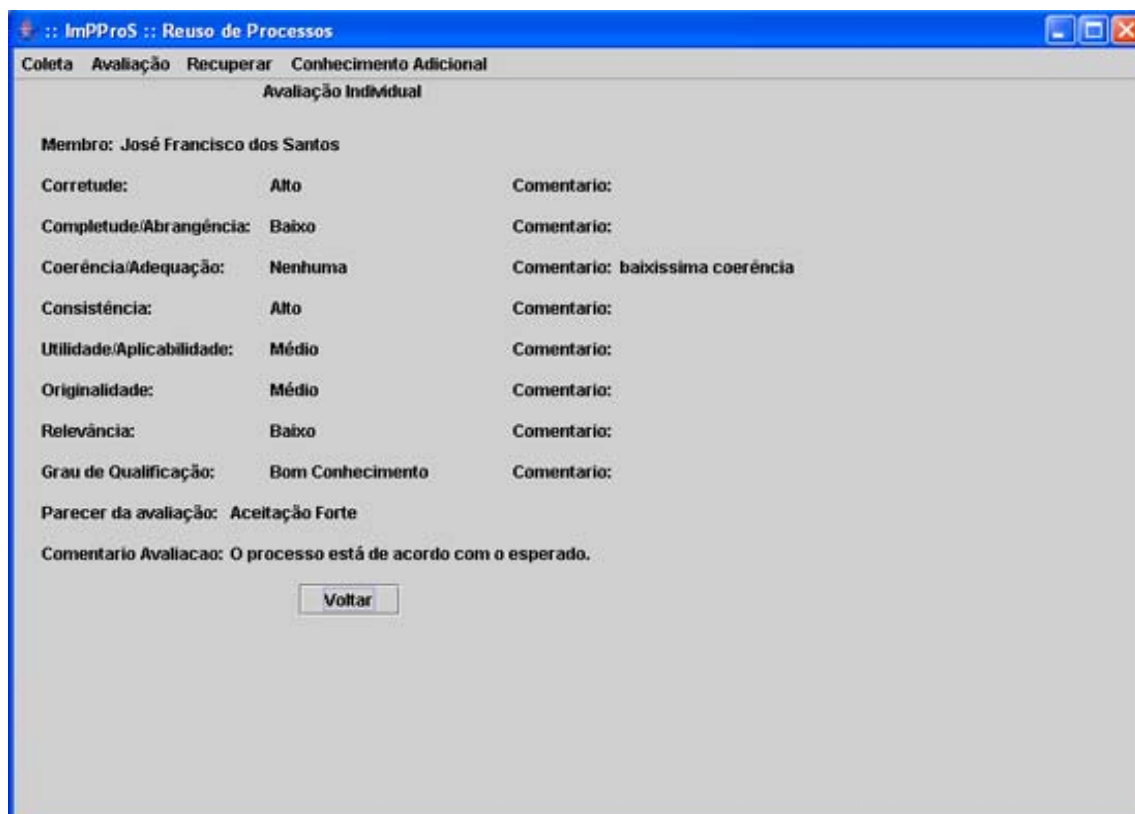 :: ImPProS :: Reuso de Processos
Coleta Avaliação Recuperar Conhecimento Adicional
Avaliação Individual
Membro: José Francisco dos Santos
Corretude: Alto Comentario:
Completude/Abrangência: Baixo Comentario:
Coerência/Adequação: Nenhuma Comentario: baixissima coerência
Consistência: Alto Comentario:
Utilidade/Aplicabilidade: Médio Comentario:
Originalidade: Médio Comentario:
Relevância: Baixo Comentario:
Grau de Qualificação: Bom Conhecimento Comentario:
Parecer da avaliação: Aceitação Forte
Comentario Avaliacao: O processo está de acordo com o esperado.
Voltar